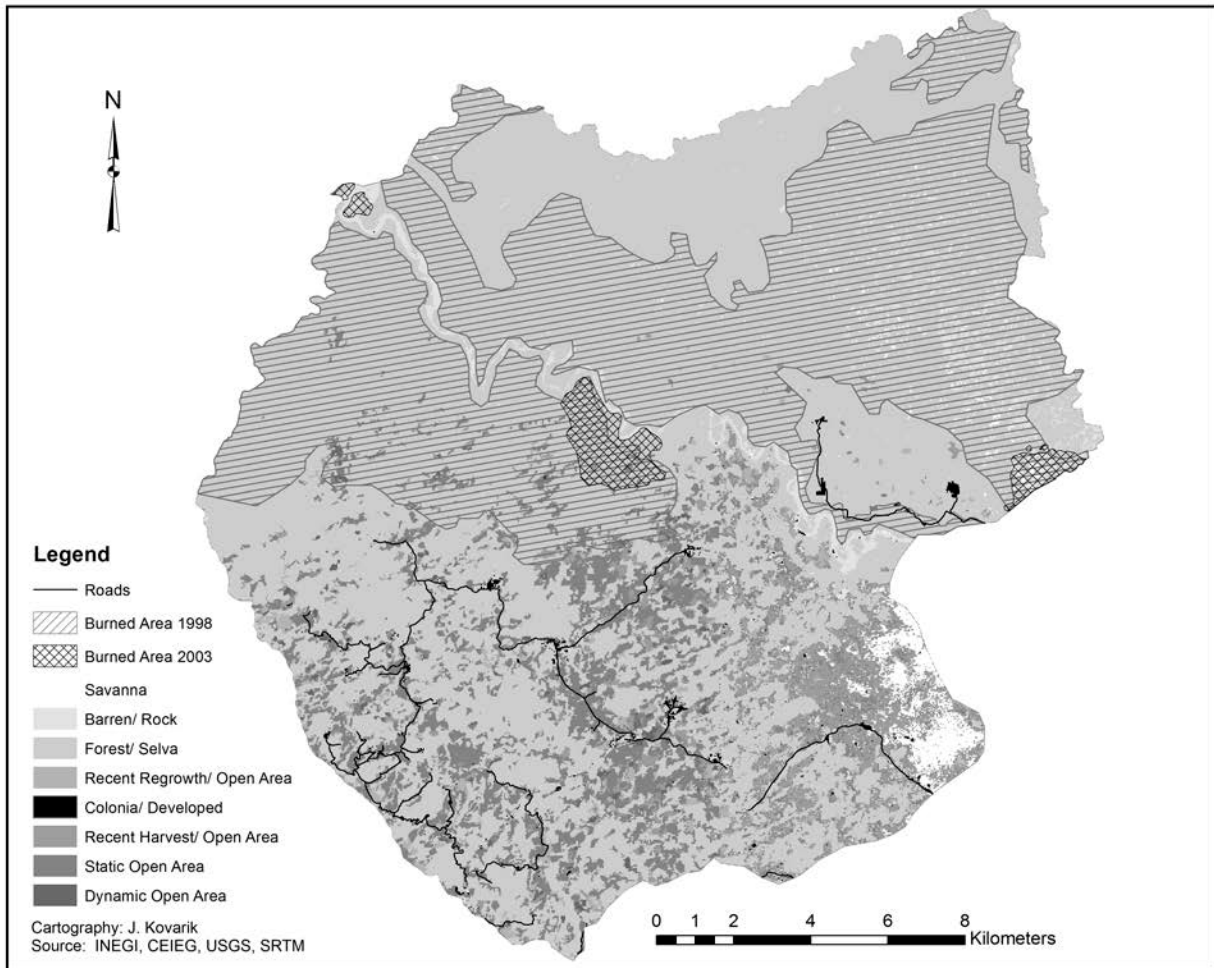 N
Legend
Roads
Burned Area 1998
Burned Area 2003
Savanna
Barren/ Rock
Forest/ Selva
Recent Regrowth/ Open Area
Colonia/ Developed
Recent Harvest/ Open Area
Static Open Area
Dynamic Open Area
Cartography: J. Kovarik
Source: INEGI, CEIEG, USGS, SRTM
0 1 2 4 6 8
Kilometers